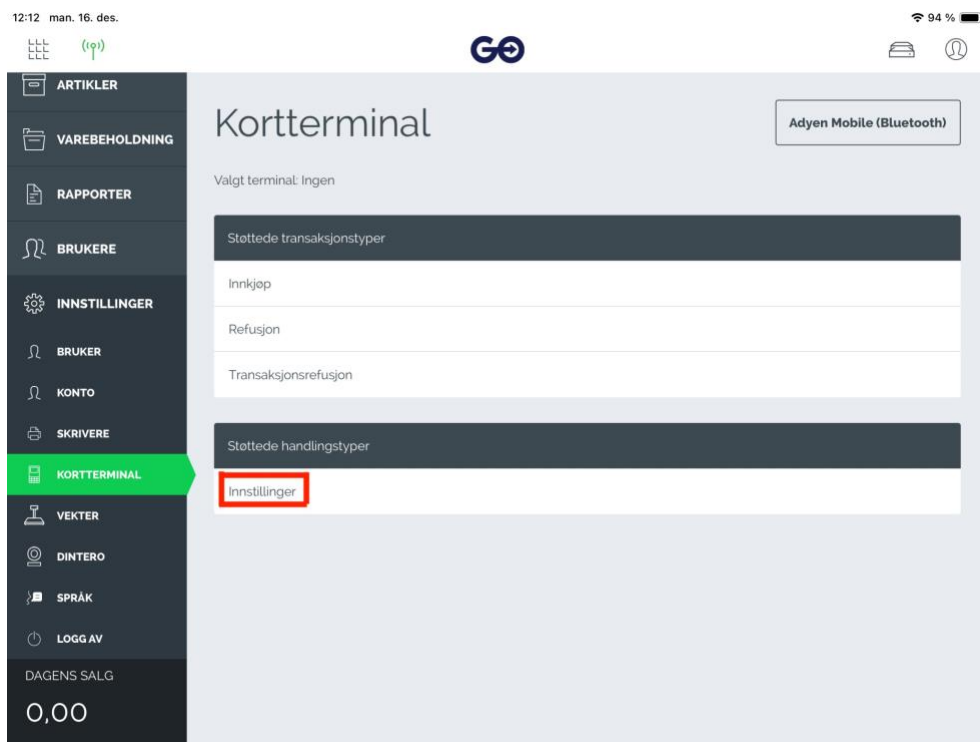 12:12 man. 16. des.
94 %
GO
ARTIKLER
VAREBEHOLDNING
RAPPORTER
BRUKERE
INNSTILLINGER
BRUKER
KONTO
SKRIVERE
KORTTERMINAL
VEKTER
DINTERO
SPRÅK
LOGG AV
DAGENS SALG
0,00
Kortterminal
Adyen Mobile (Bluetooth)
Valgt terminal: Ingen
Støttede transaksjonstyper
Innkjøp
Refusjon
Transaksjonsrefusjon
Støttede handlingstyper
Innstillinger